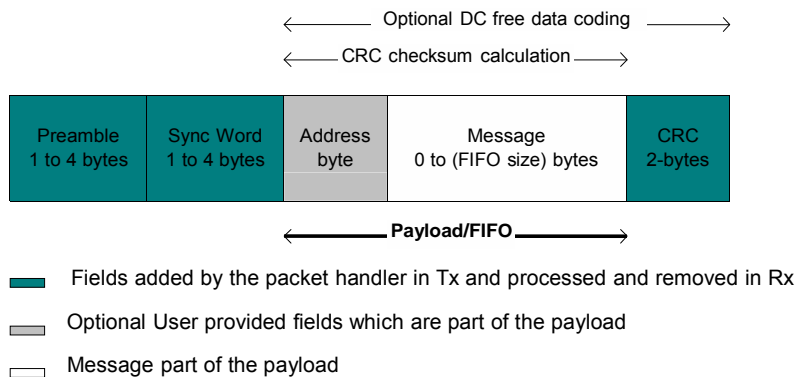 Optional DC free data coding
CRC checksum calculation
Preamble
1 to 4 bytes
Sync Word
1 to 4 bytes
Address
byte
Message
0 to (FIFO size) bytes
CRC
2-bytes
Payload/FIFO
Fields added by the packet handler in Tx and processed and removed in Rx
Optional User provided fields which are part of the payload
Message part of the payload